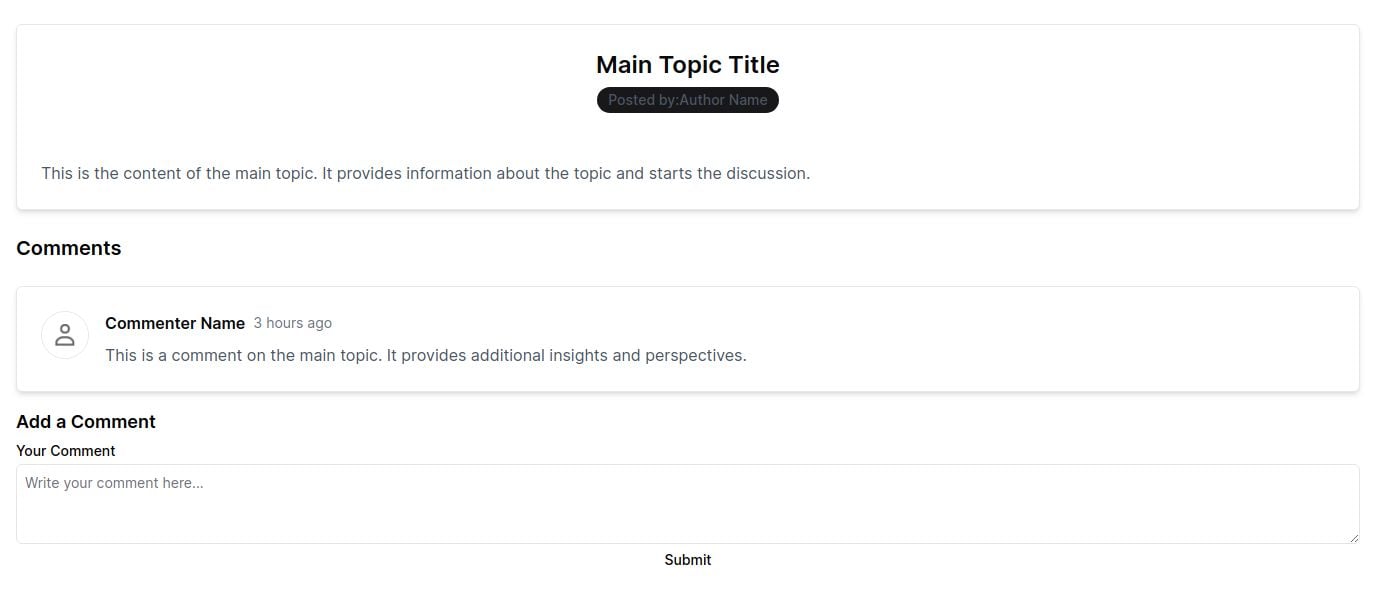 Main Topic Title
Posted by:Author Name
This is the content of the main topic. It provides information about the topic and starts the discussion.
Comments
Commenter Name 3 hours ago
This is a comment on the main topic. It provides additional insights and perspectives.
Add a Comment
Your Comment
Write your comment here...
Submit